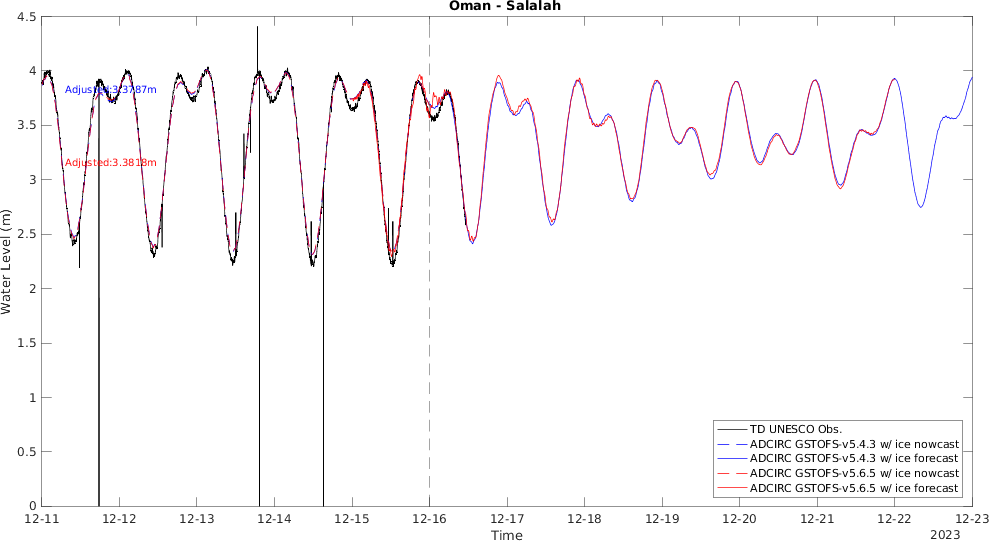 Oman - Salalah
4.5
4
3.5
3
2.5
2
1.5
1
0.5
0
Water Level (m)
Adjusted:3.3787m
Adjusted:3.3818m
TD UNESCO Obs.
ADCIRC GSTOFS-v5.4.3 w/ ice nowcast
ADCIRC GSTOFS-v5.4.3 w/ ice forecast
ADCIRC GSTOFS-v5.6.5 w/ ice nowcast
ADCIRC GSTOFS-v5.6.5 w/ ice forecast
12-11 12-12 12-13 12-14 12-15 12-16 12-17 12-18 12-19 12-20 12-21 12-22 12-23
Time
2023